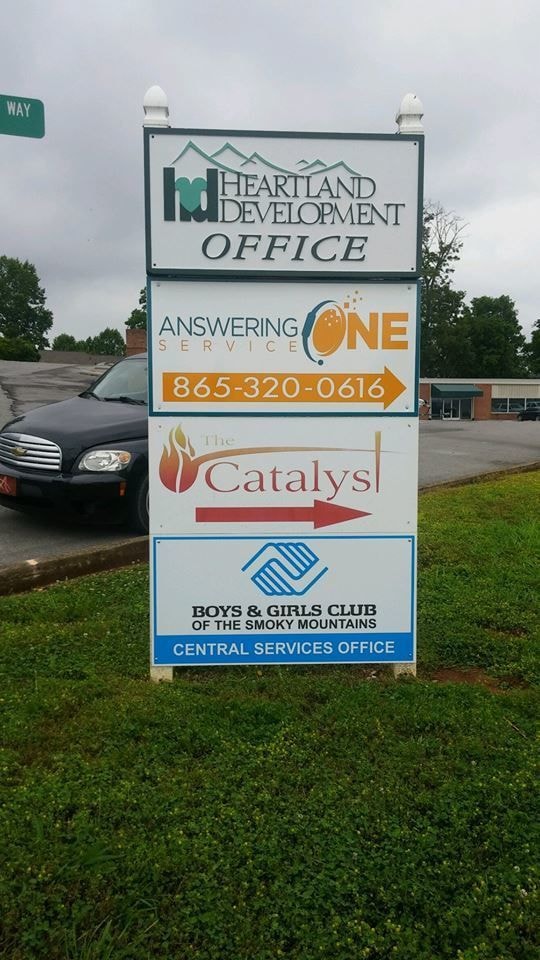 WAY
hd HEARTLAND
DEVELOPMENT
OFFICE
ANSWERING ONE
SERVICE
865-320-0616
The
Catalyst
BOYS & GIRLS CLUB
OF THE SMOKY MOUNTAINS
CENTRAL SERVICES OFFICE